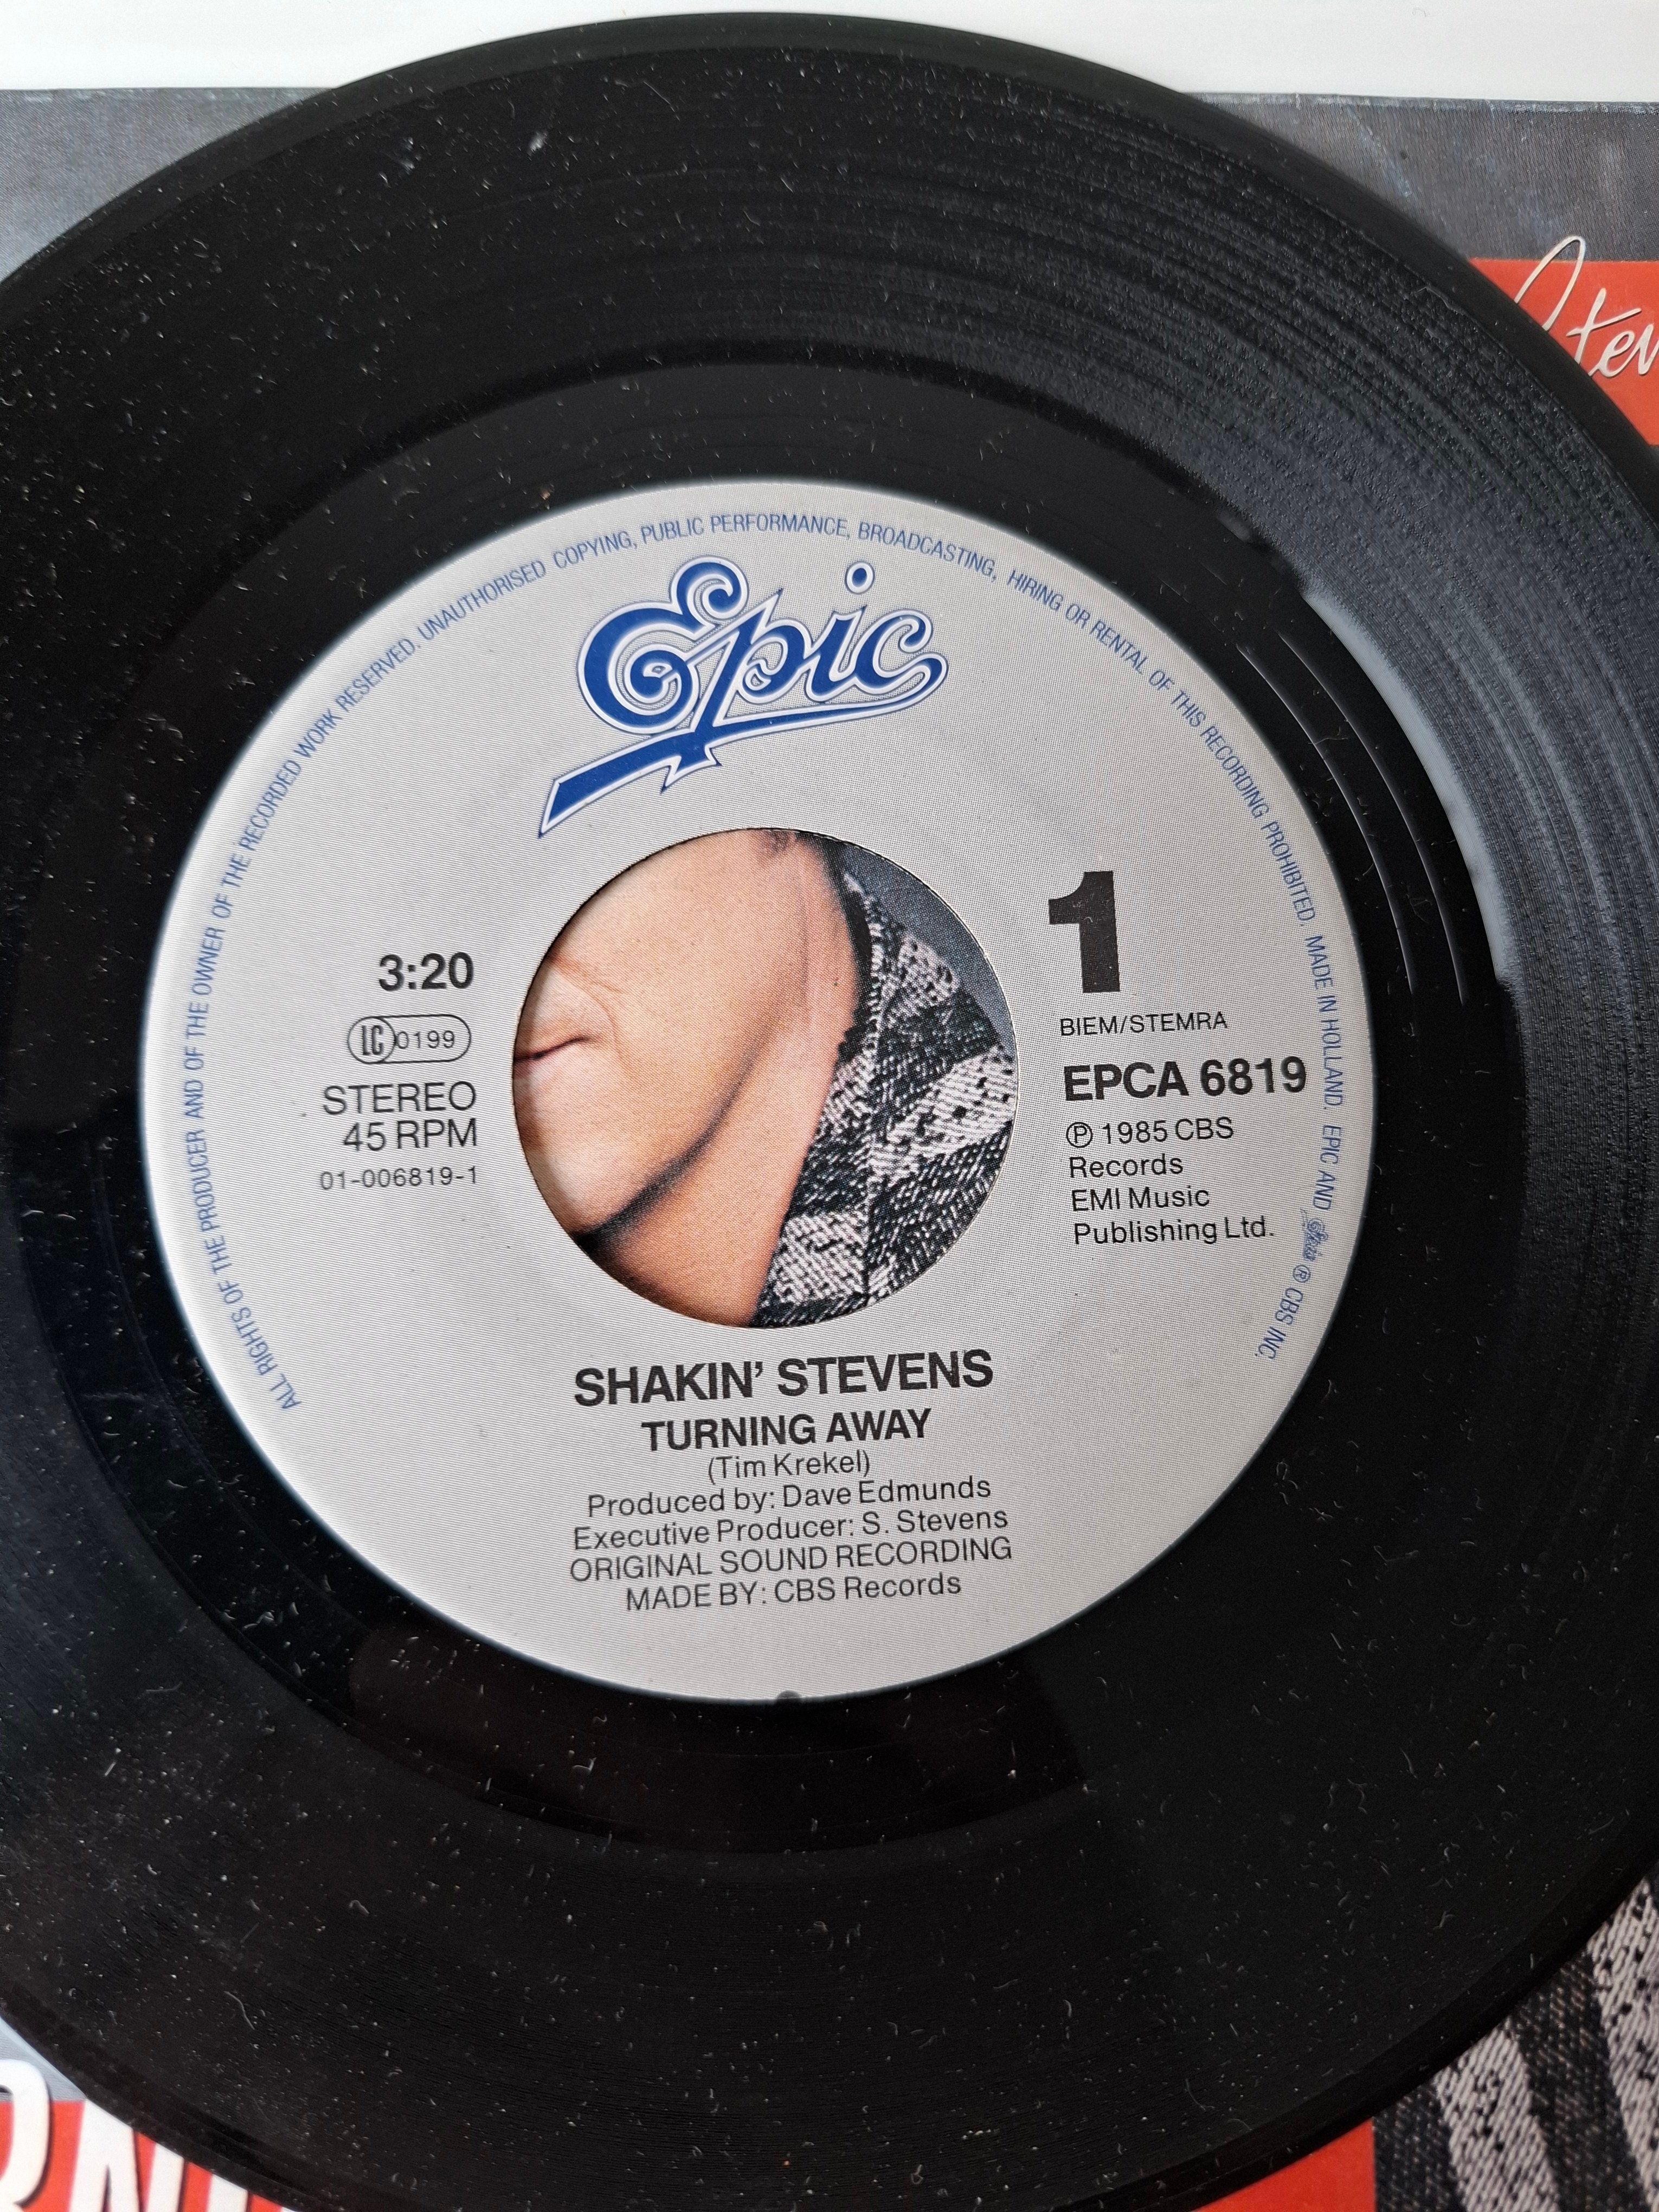 Steven
ALL RIGHTS OF THE PRODUCER AND OF THE OWNER OF THE RECORDED WORK RESERVED. UNAUTHORISED COPYING, PUBLIC PERFORMANCE, BROADCASTING, HIRING OR RENTAL OF THIS RECORDING PROHIBITED. MADE IN HOLLAND. EPIC AND Epic ® CBS INC.
Epic
3:20
LC 0199
STEREO
45 RPM
01-006819-1
1
BIEM/STEMRA
EPCA 6819
Ⓟ 1985 CBS
Records
EMI Music
Publishing Ltd.
SHAKIN' STEVENS
TURNING AWAY
(Tim Krekel)
Produced by: Dave Edmunds
Executive Producer: S. Stevens
ORIGINAL SOUND RECORDING
MADE BY: CBS Records